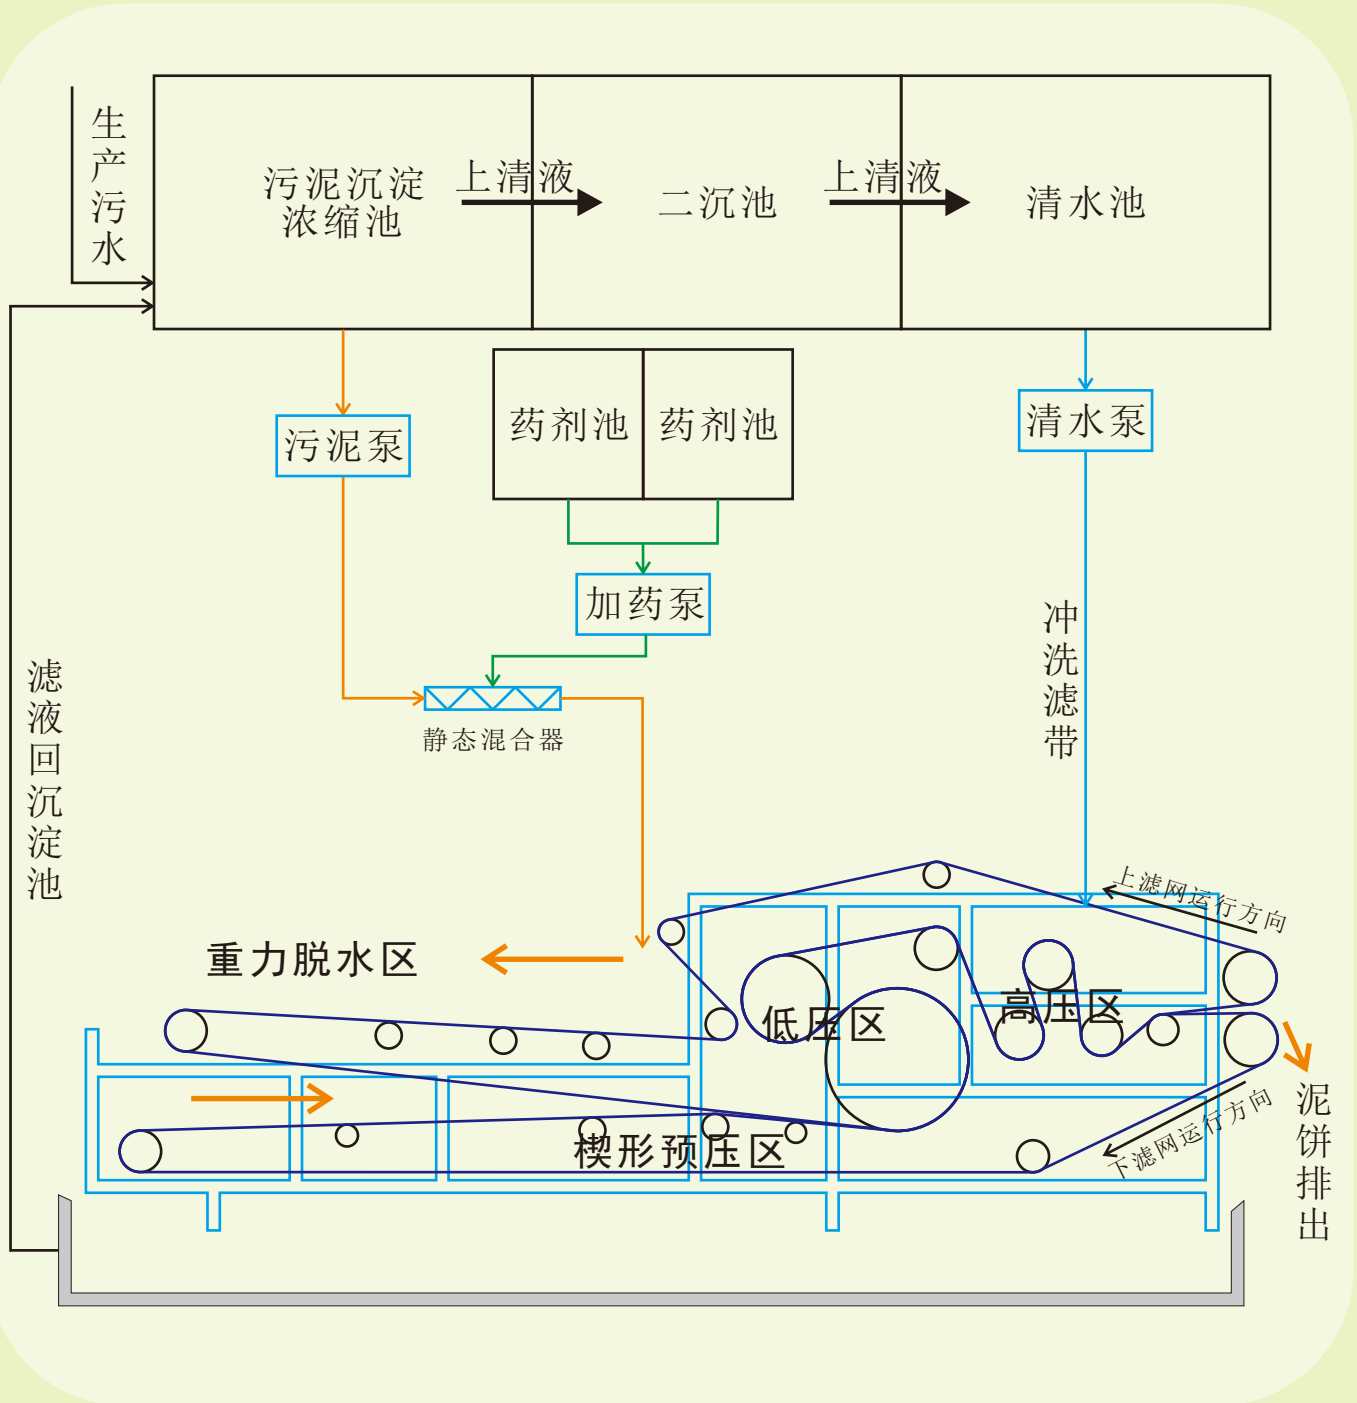 生产污水
污泥沉淀
浓缩池
上清液
二沉池
上清液
清水池
药剂池
药剂池
清水泵
污泥泵
加药泵
静态混合器
冲洗滤带
滤液回沉淀池
上滤网运行方向
重力脱水区
低压区
高压区
楔形预压区
下滤网运行方向
泥饼排出